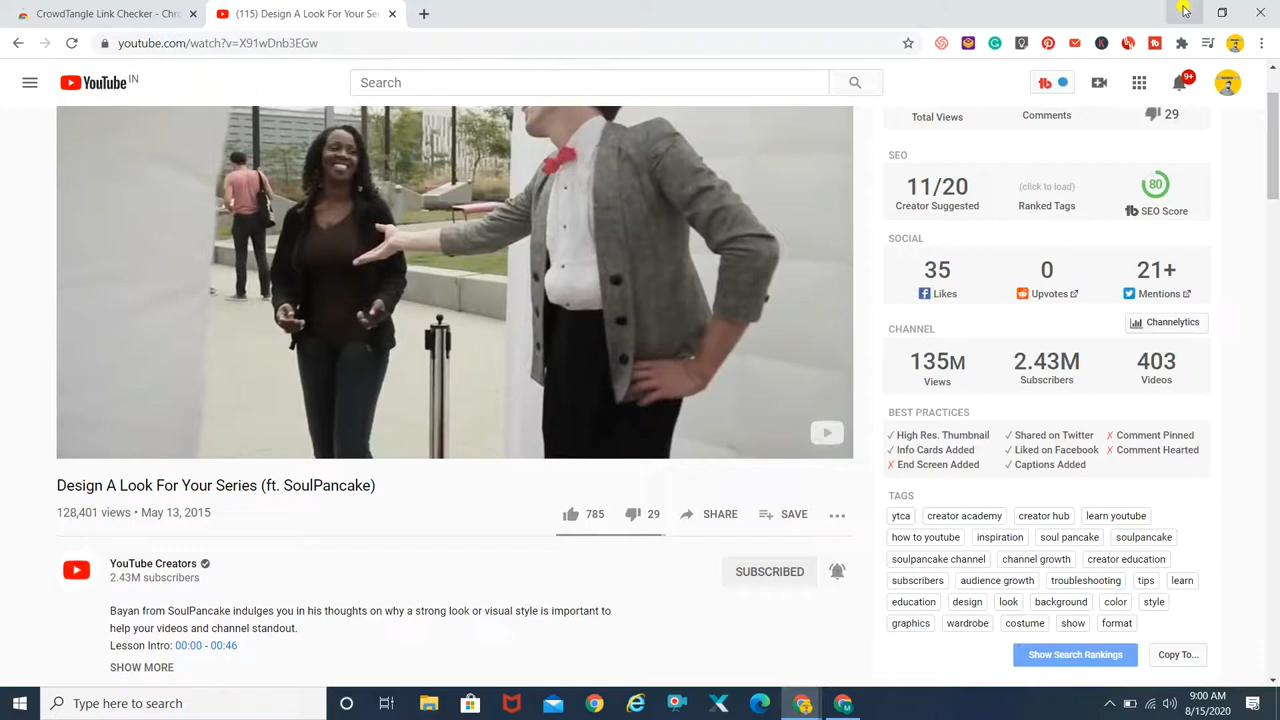 CrowdTangle Link Checker - Chro
(115) Design A Look For Your Se
youtube.com/watch?v=X91wDnb3EGw
YouTube IN
Search
9+
Total Views
Comments
29
SEO
11/20
Creator Suggested
(click to load)
Ranked Tags
80
tb SEO Score
SOCIAL
35
Likes
0
Upvotes
21+
Mentions
Channelytics
CHANNEL
135M
Views
2.43M
Subscribers
403
Videos
BEST PRACTICES
✓ High Res. Thumbnail ✓ Shared on Twitter ✗ Comment Pinned
✓ Info Cards Added ✓ Liked on Facebook ✗ Comment Hearted
✗ End Screen Added ✓ Captions Added
TAGS
ytca creator academy creator hub learn youtube
how to youtube inspiration soul pancake soulpancake
soulpancake channel channel growth creator education
subscribers audience growth troubleshooting tips learn
education design look background color style
graphics wardrobe costume show format
Show Search Rankings Copy To...
Design A Look For Your Series (ft. SoulPancake)
128,401 views • May 13, 2015
785 29 SHARE SAVE
YouTube Creators
2.43M subscribers
SUBSCRIBED
Bayan from SoulPancake indulges you in his thoughts on why a strong look or visual style is important to
help your videos and channel standout.
Lesson Intro: 00:00 - 00:46
SHOW MORE
Type here to search
9:00 AM
8/15/2020